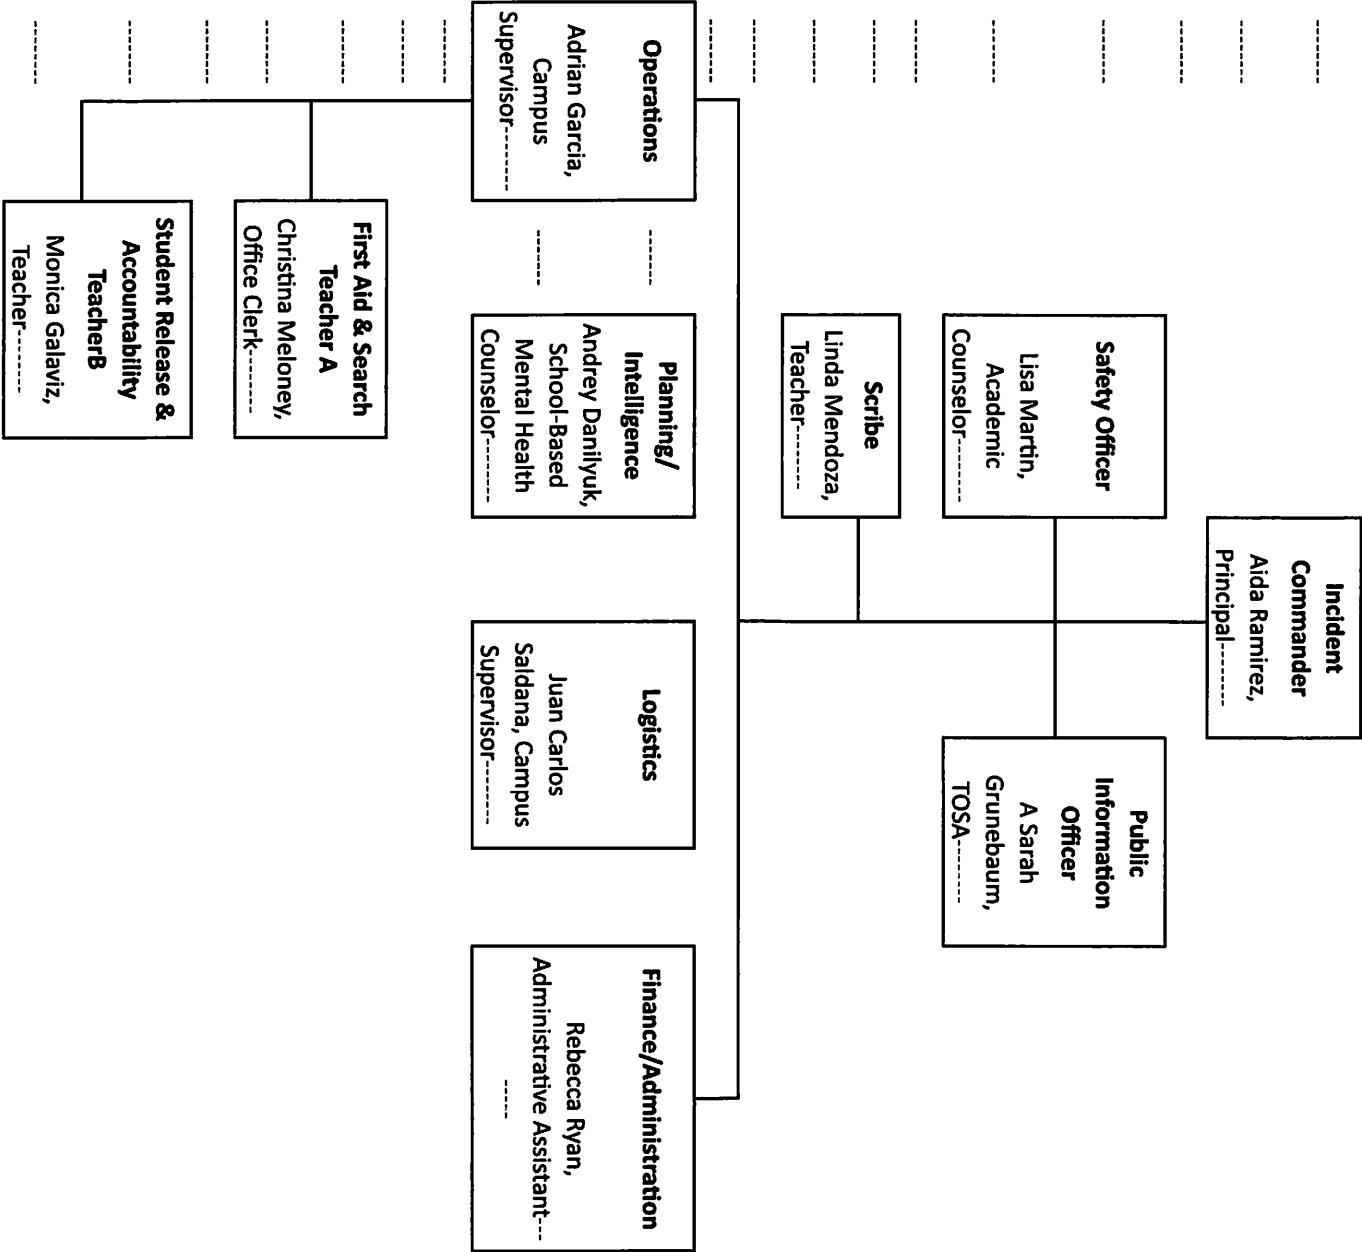 Incident
Commander
Aida Ramirez,
Principal--------
Safety Officer
Lisa Martin,
Academic
Counselor--------
Public
Information
Officer
A Sarah
Grunebaum,
TOSA--------
Scribe
Linda Mendoza,
Teacher--------
Operations
Adrian Garcia,
Campus
Supervisor--------
Planning/
Intelligence
Andrey Danilyuk,
School-Based
Mental Health
Counselor--------
Logistics
Juan Carlos
Saldana, Campus
Supervisor--------
Finance/Administration
Rebecca Ryan,
Administrative Assistant---
-----
First Aid & Search
Teacher A
Christina Meloney,
Office Clerk--------
Student Release &
Accountability
TeacherB
Monica Galaviz,
Teacher--------